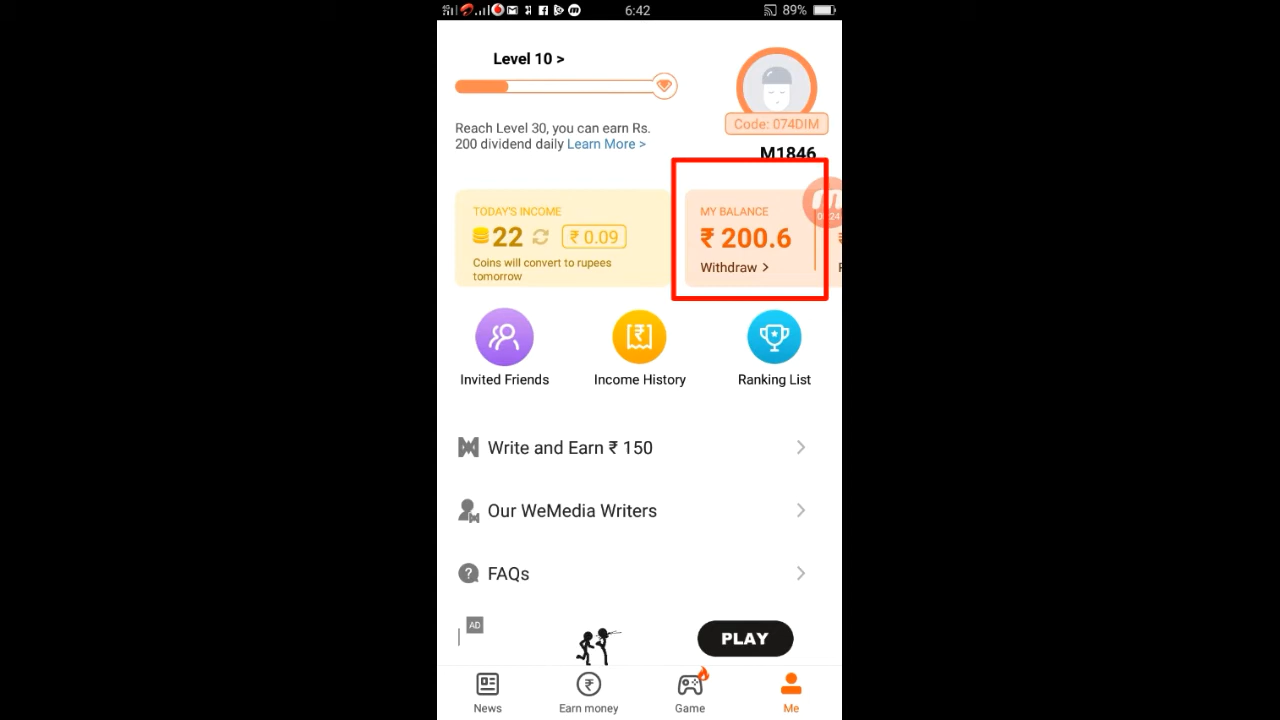 6:42
89%
Level 10 >
Code: 074DIM
Reach Level 30, you can earn Rs.
200 dividend daily Learn More >
M1846
TODAY'S INCOME
22 ₹ 0.09
Coins will convert to rupees
tomorrow
MY BALANCE
₹ 200.6
Withdraw >
Invited Friends
Income History
Ranking List
Write and Earn ₹ 150
Our WeMedia Writers
FAQs
AD
PLAY
News
Earn money
Game
Me